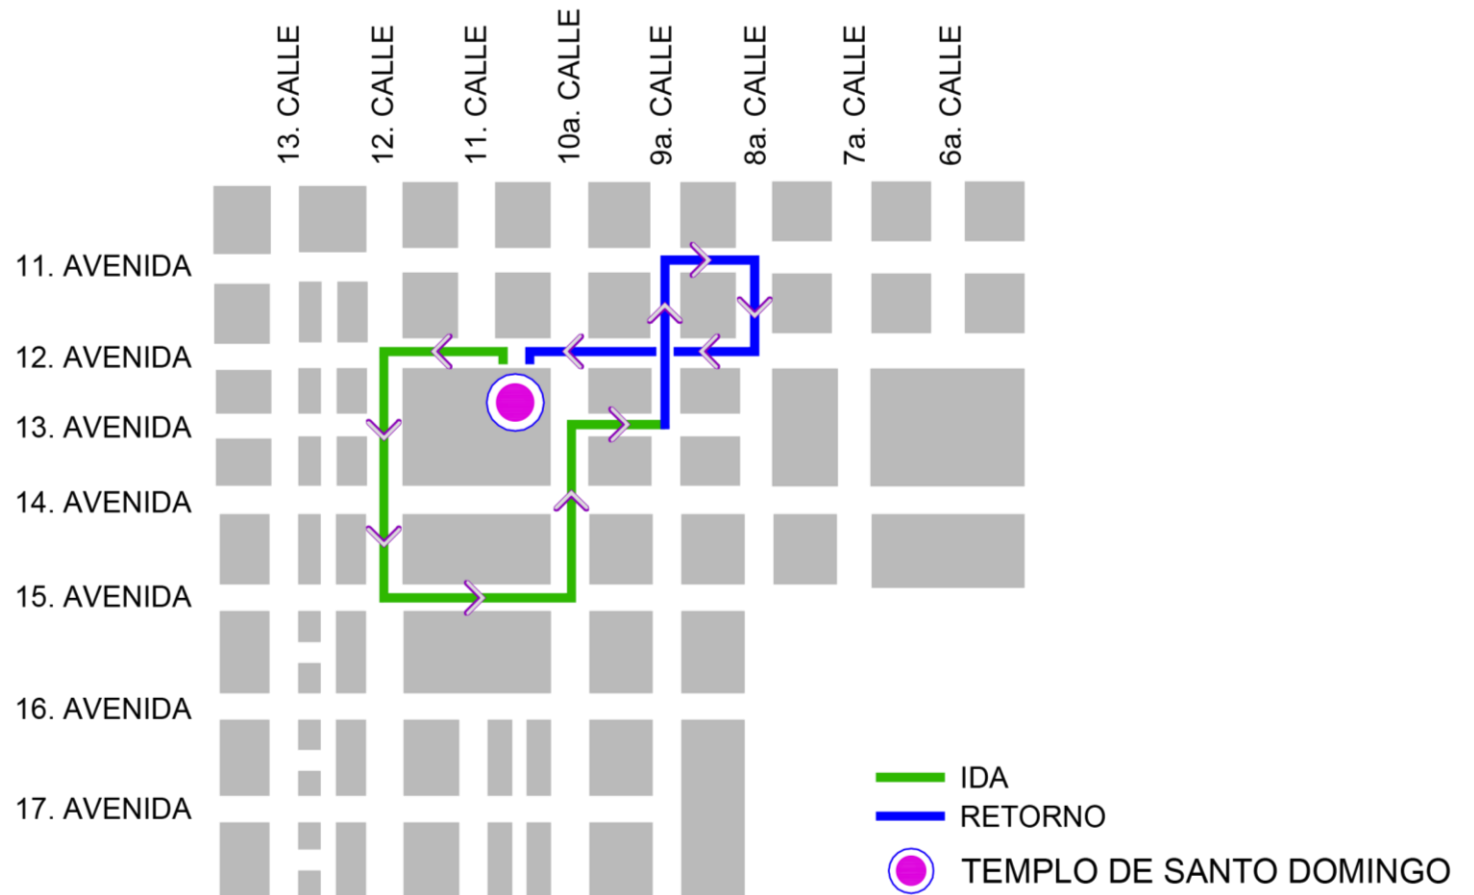 13. CALLE
12. CALLE
11. CALLE
10a. CALLE
9a. CALLE
8a. CALLE
7a. CALLE
6a. CALLE
11. AVENIDA
12. AVENIDA
13. AVENIDA
14. AVENIDA
15. AVENIDA
16. AVENIDA
17. AVENIDA
IDA
RETORNO
TEMPLO DE SANTO DOMINGO